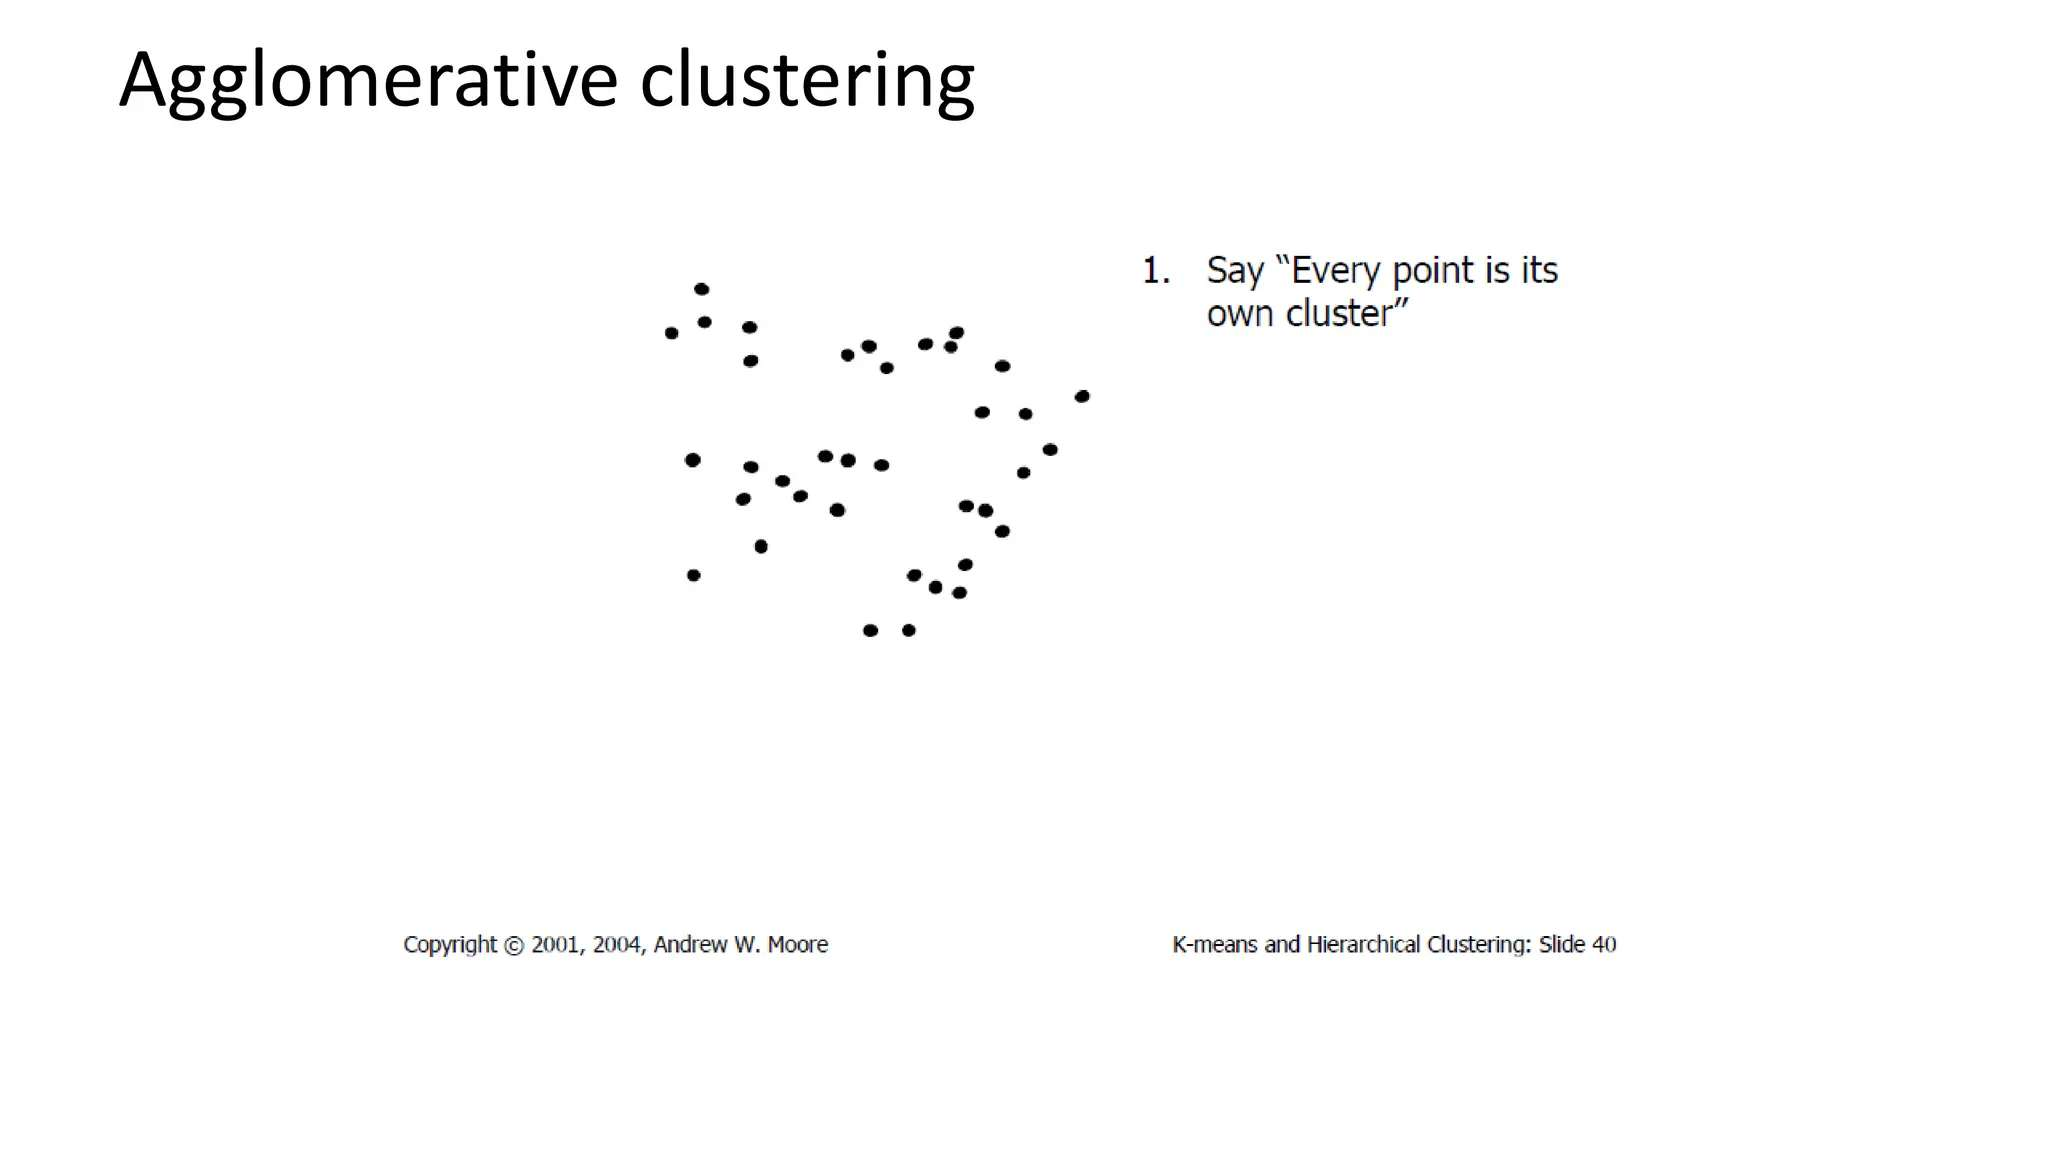 Agglomerative clustering
1. Say “Every point is its
own cluster”
Copyright © 2001, 2004, Andrew W. Moore
K-means and Hierarchical Clustering: Slide 40